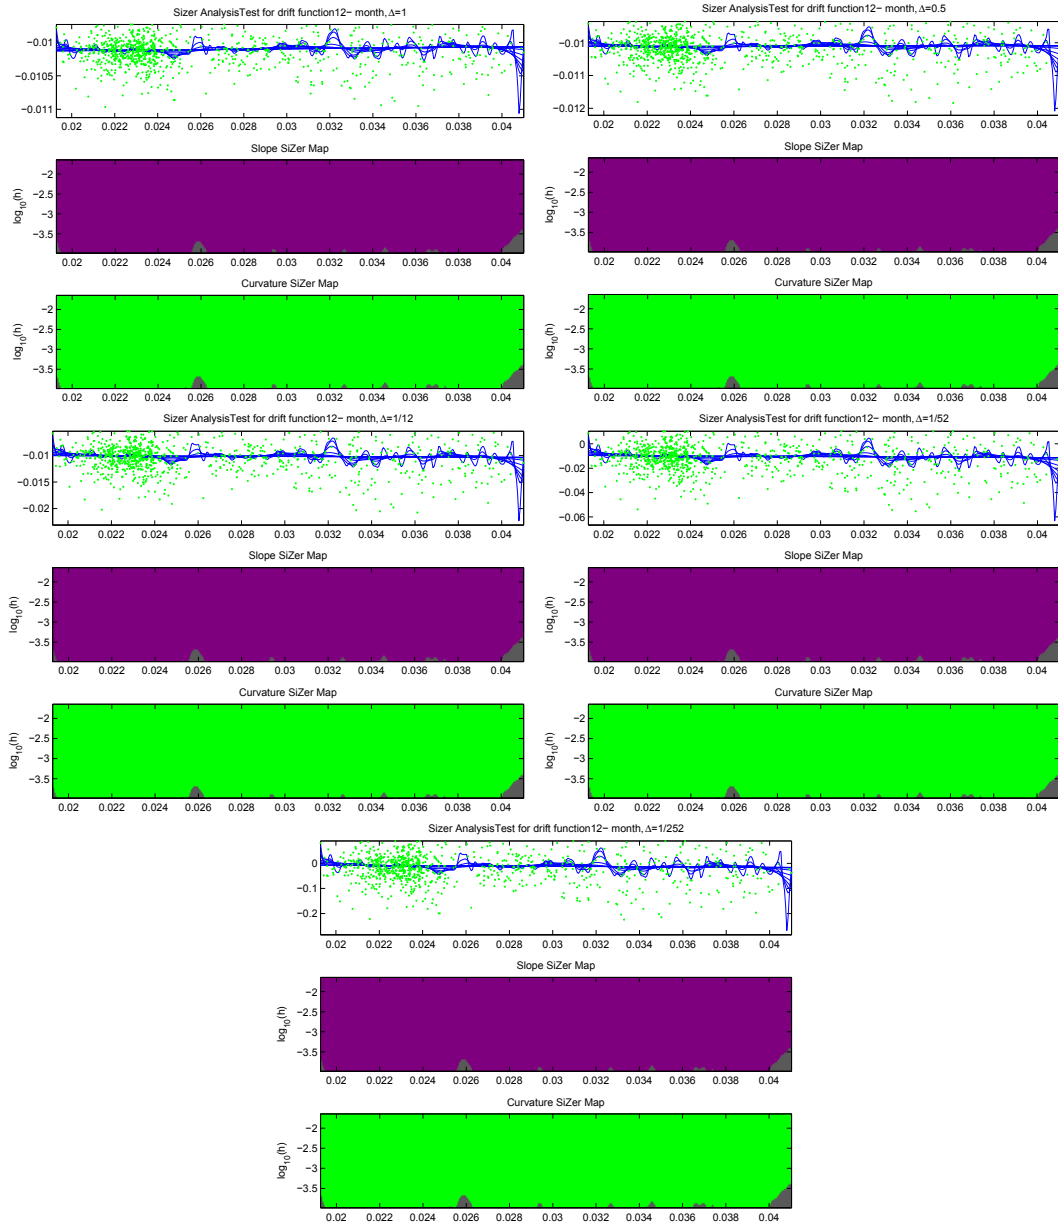 Sizer AnalysisTest for drift function12− month, Δ=1
−0.01
−0.0105
−0.011
0.02 0.022 0.024 0.026 0.028 0.03 0.032 0.034 0.036 0.038 0.04
Slope SiZer Map
log10(h)
−2
−2.5
−3
−3.5
0.02 0.022 0.024 0.026 0.028 0.03 0.032 0.034 0.036 0.038 0.04
Curvature SiZer Map
log10(h)
−2
−2.5
−3
−3.5
0.02 0.022 0.024 0.026 0.028 0.03 0.032 0.034 0.036 0.038 0.04
Sizer AnalysisTest for drift function12− month, Δ=0.5
−0.01
−0.011
−0.012
0.02 0.022 0.024 0.026 0.028 0.03 0.032 0.034 0.036 0.038 0.04
Slope SiZer Map
log10(h)
−2
−2.5
−3
−3.5
0.02 0.022 0.024 0.026 0.028 0.03 0.032 0.034 0.036 0.038 0.04
Curvature SiZer Map
log10(h)
−2
−2.5
−3
−3.5
0.02 0.022 0.024 0.026 0.028 0.03 0.032 0.034 0.036 0.038 0.04
Sizer AnalysisTest for drift function12− month, Δ=1/12
−0.01
−0.015
−0.02
0.02 0.022 0.024 0.026 0.028 0.03 0.032 0.034 0.036 0.038 0.04
Slope SiZer Map
log10(h)
−2
−2.5
−3
−3.5
0.02 0.022 0.024 0.026 0.028 0.03 0.032 0.034 0.036 0.038 0.04
Curvature SiZer Map
log10(h)
−2
−2.5
−3
−3.5
0.02 0.022 0.024 0.026 0.028 0.03 0.032 0.034 0.036 0.038 0.04
Sizer AnalysisTest for drift function12− month, Δ=1/52
0
−0.02
−0.04
−0.06
0.02 0.022 0.024 0.026 0.028 0.03 0.032 0.034 0.036 0.038 0.04
Slope SiZer Map
log10(h)
−2
−2.5
−3
−3.5
0.02 0.022 0.024 0.026 0.028 0.03 0.032 0.034 0.036 0.038 0.04
Curvature SiZer Map
log10(h)
−2
−2.5
−3
−3.5
0.02 0.022 0.024 0.026 0.028 0.03 0.032 0.034 0.036 0.038 0.04
Sizer AnalysisTest for drift function12− month, Δ=1/252
0
−0.1
−0.2
0.02 0.022 0.024 0.026 0.028 0.03 0.032 0.034 0.036 0.038 0.04
Slope SiZer Map
log10(h)
−2
−2.5
−3
−3.5
0.02 0.022 0.024 0.026 0.028 0.03 0.032 0.034 0.036 0.038 0.04
Curvature SiZer Map
log10(h)
−2
−2.5
−3
−3.5
0.02 0.022 0.024 0.026 0.028 0.03 0.032 0.034 0.036 0.038 0.04